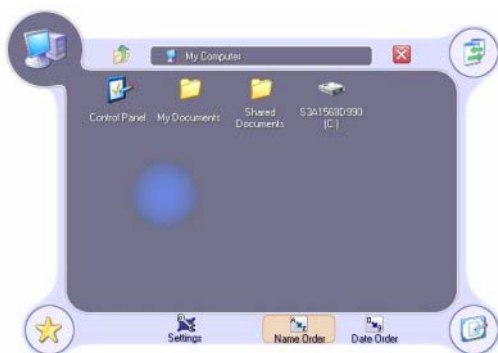 My Computer
Control Panel
My Documents
Shared
Documents
S3A1568D990
(C:)
Settings
Name Order
Date Order